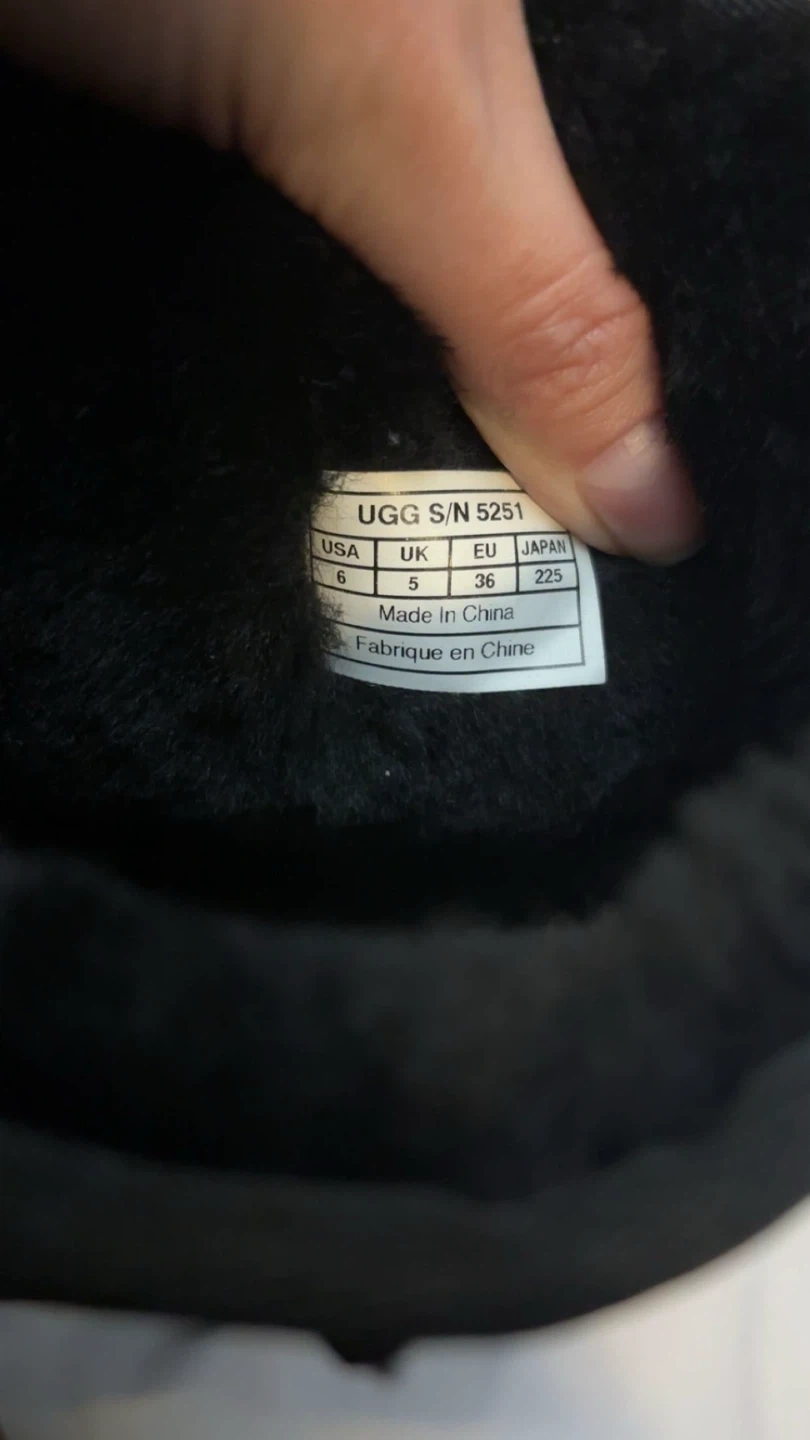 UGG S/N 5251
USA UK EU JAPAN
6 5 36 225
Made In China
Fabrique en Chine